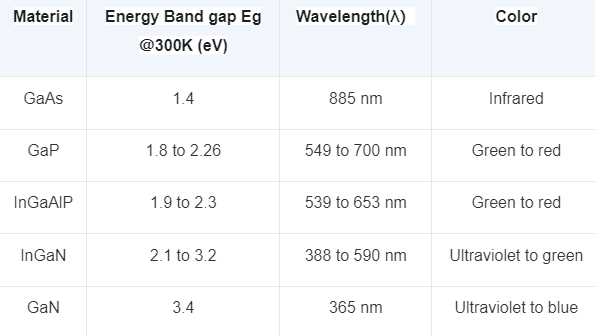 Material Energy Band gap Eg @300K (eV) Wavelength(λ) Color
GaAs 1.4 885 nm Infrared
GaP 1.8 to 2.26 549 to 700 nm Green to red
InGaAlP 1.9 to 2.3 539 to 653 nm Green to red
InGaN 2.1 to 3.2 388 to 590 nm Ultraviolet to green
GaN 3.4 365 nm Ultraviolet to blue